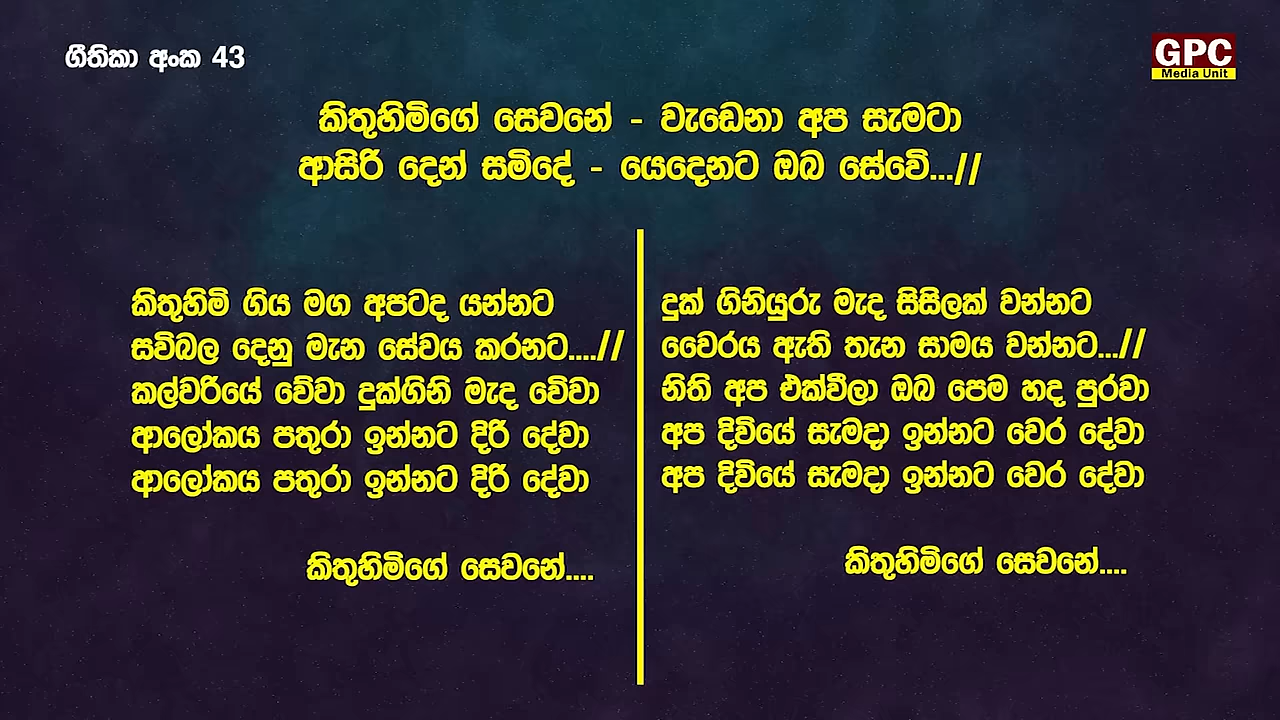 ගීතිකා අංක 43
GPC
Media Unit
කිතුහිමිගේ සෙවනේ - වැඩෙනා අප සැමටා
ආසිරි දෙන් සමිදේ - යෙදෙනට ඔබ සේවේ...//
කිතුහිමි ගිය මග අපටද යන්නට
සවිබල දෙනු මැන සේවය කරනට....//
කල්වරියේ වේවා දුක්ගිනි මැද වේවා
ආලෝකය පතුරා ඉන්නට දිරි දේවා
ආලෝකය පතුරා ඉන්නට දිරි දේවා
කිතුහිමිගේ සෙවනේ....
දුක් ගිනියුරු මැද සිසිලක් වන්නට
වෛරය ඇති තැන සාමය වන්නට...//
නිති අප එක්වීලා ඔබ පෙම හද පුරවා
අප දිවියේ සැමදා ඉන්නට වෙර දේවා
අප දිවියේ සැමදා ඉන්නට වෙර දේවා
කිතුහිමිගේ සෙවනේ....